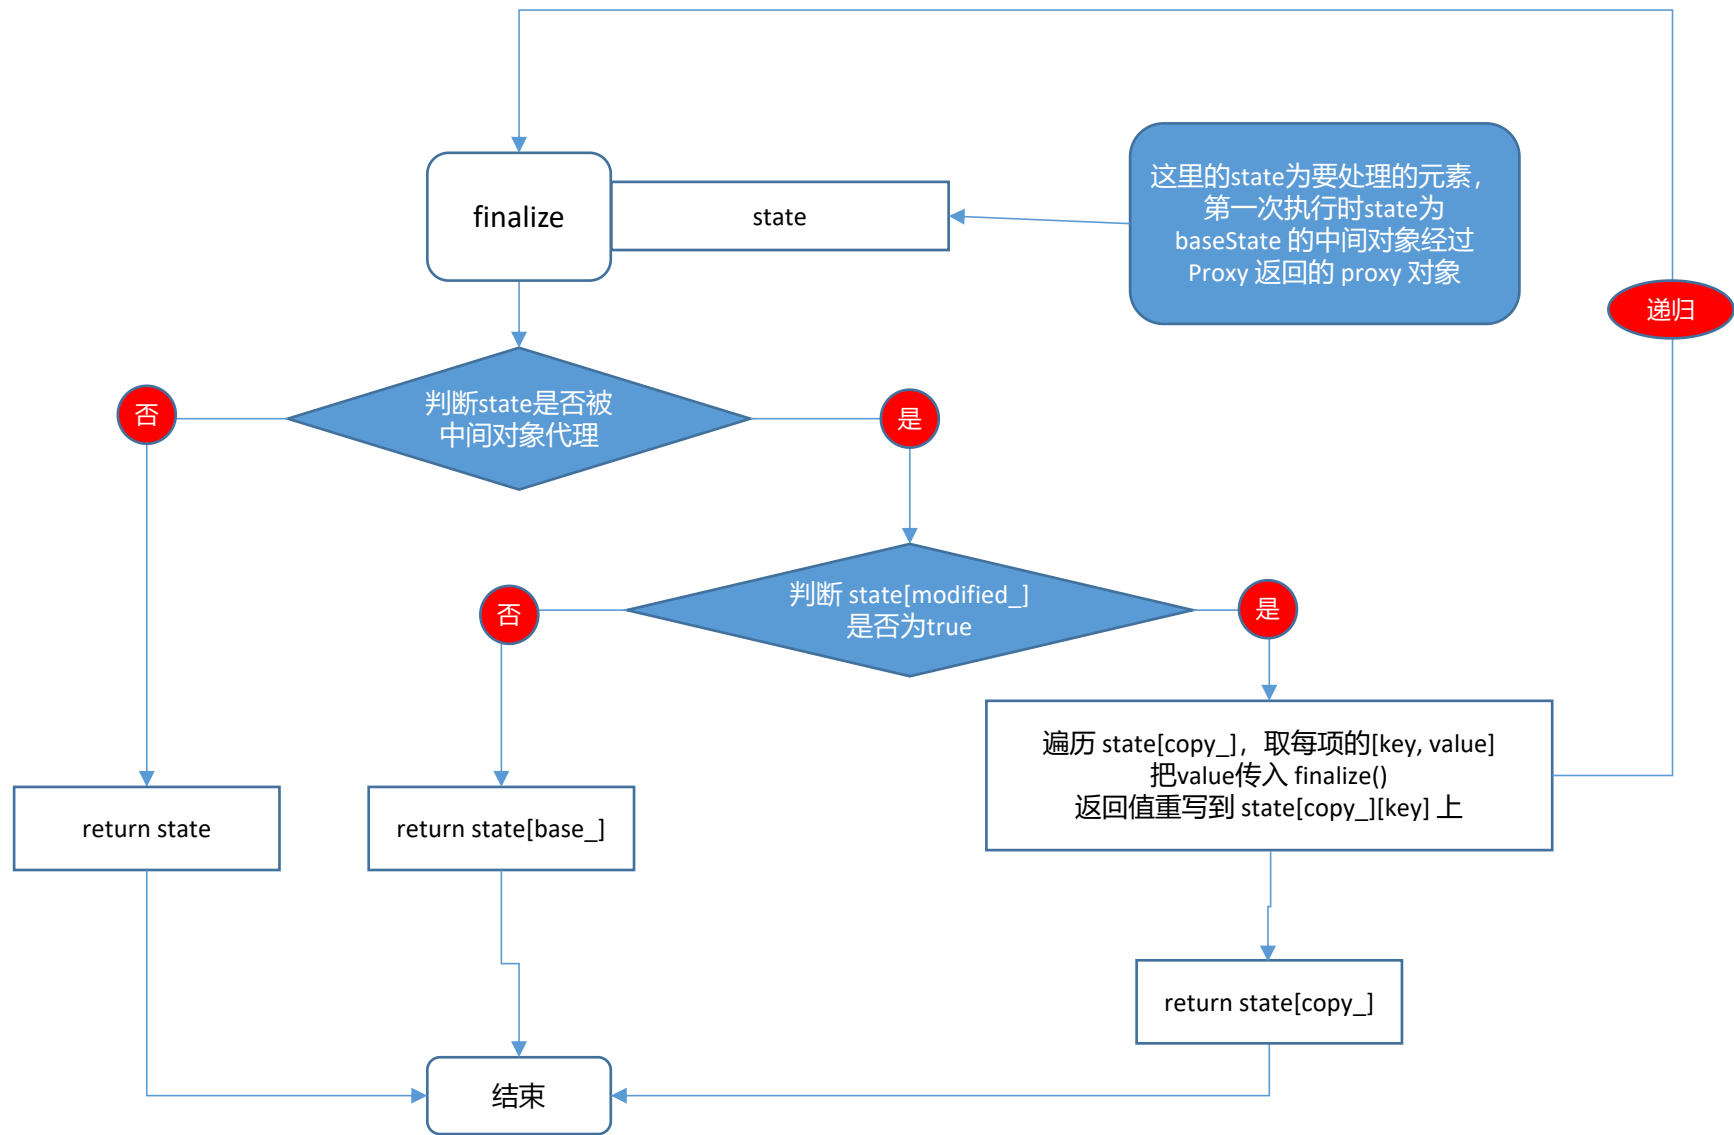 finalize
state
这里的state为要处理的元素，
第一次执行时state为
baseState 的中间对象经过
Proxy 返回的 proxy 对象
递归
判断state是否被
中间对象代理
否
是
判断 state[modified_]
是否为true
否
是
遍历 state[copy_]，取每项的[key, value]
把value传入 finalize()
返回值重写到 state[copy_][key] 上
return state
return state[base_]
return state[copy_]
结束